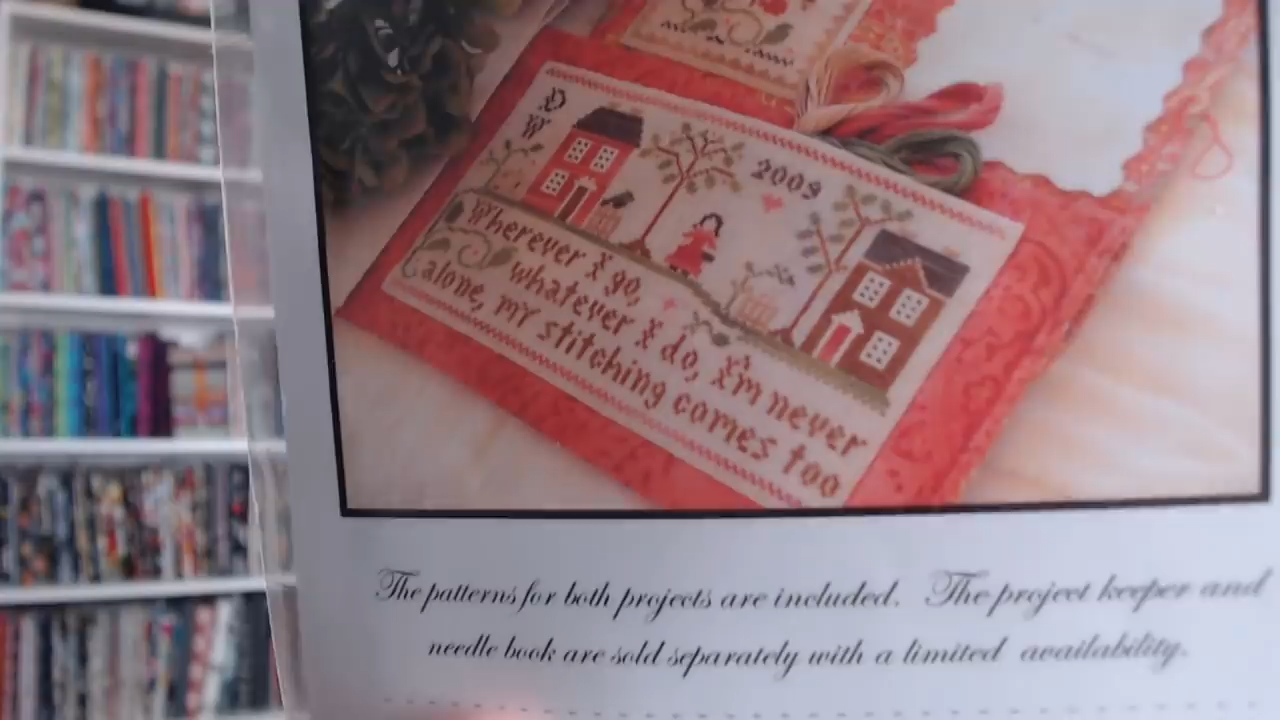 D
W
2009
Wherever I go,
whatever I do, I'm never
alone, my stitching comes too
The patterns for both projects are included. The project keeper and
needle book are sold separately with a limited availability.